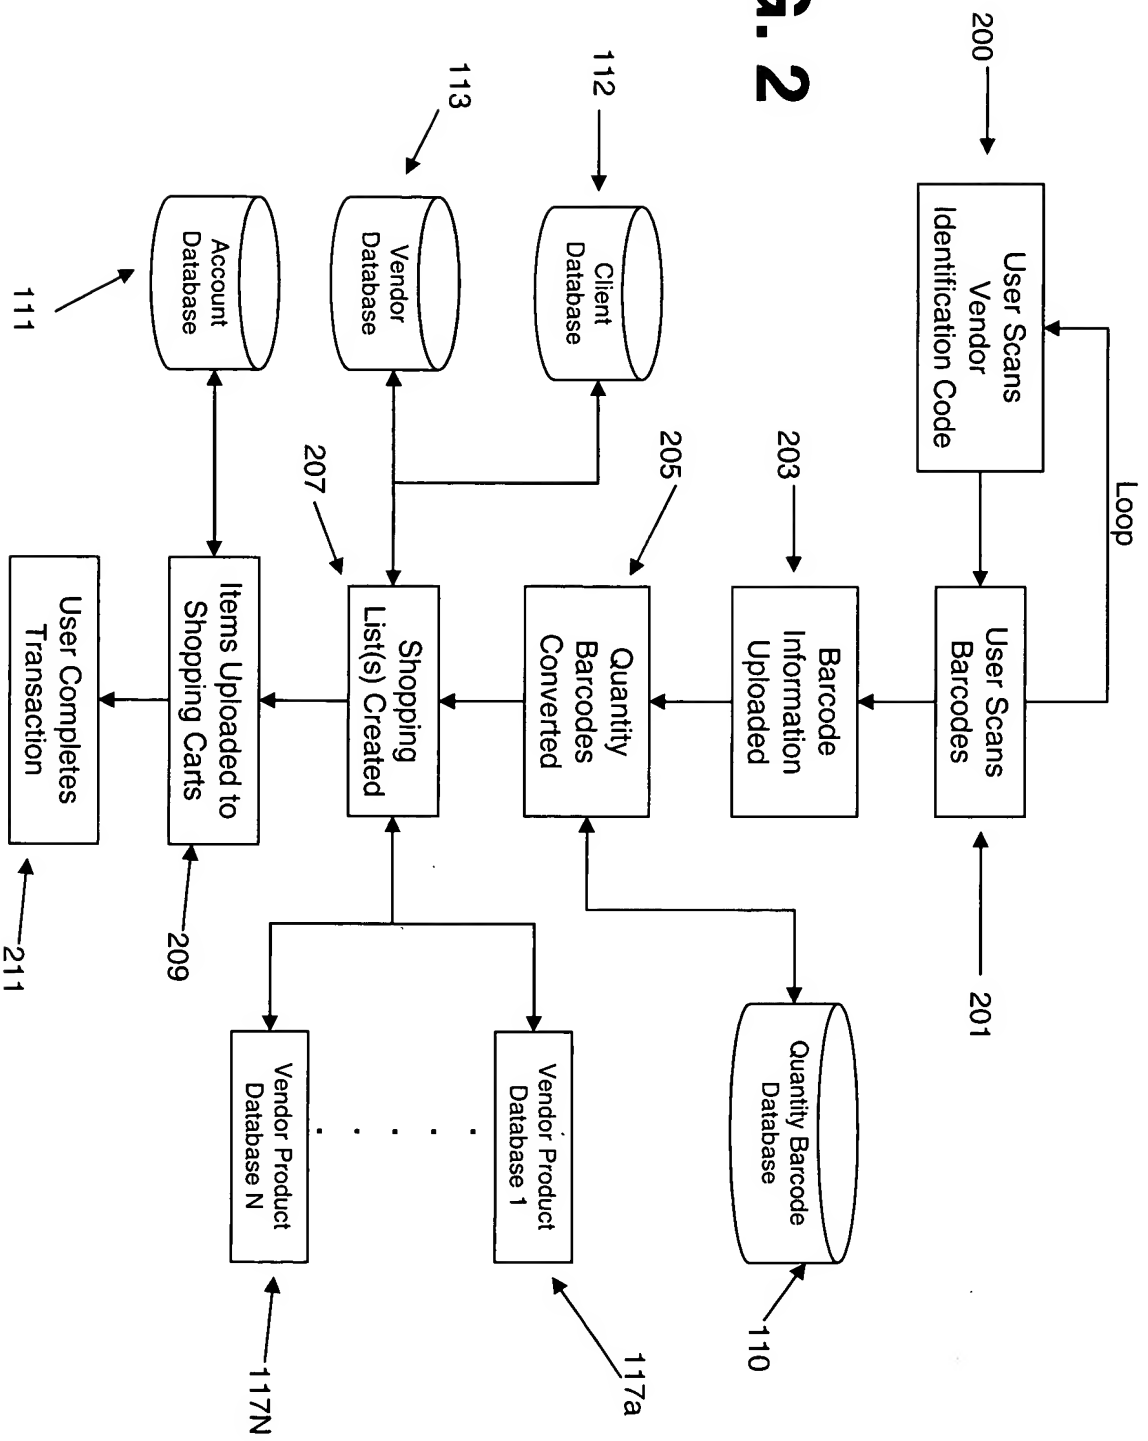 Loop
200
User Scans
Vendor
Identification Code
User Scans
Barcodes
201
G. 2
203
Barcode
Information
Uploaded
Quantity Barcode
Database
110
112
Client
Database
205
Quantity
Barcodes
Converted
Vendor Product
Database 1
117a
113
Vendor
Database
207
Shopping
List(s) Created
Vendor Product
Database N
117N
111
Account
Database
Items Uploaded to
Shopping Carts
209
User Completes
Transaction
211